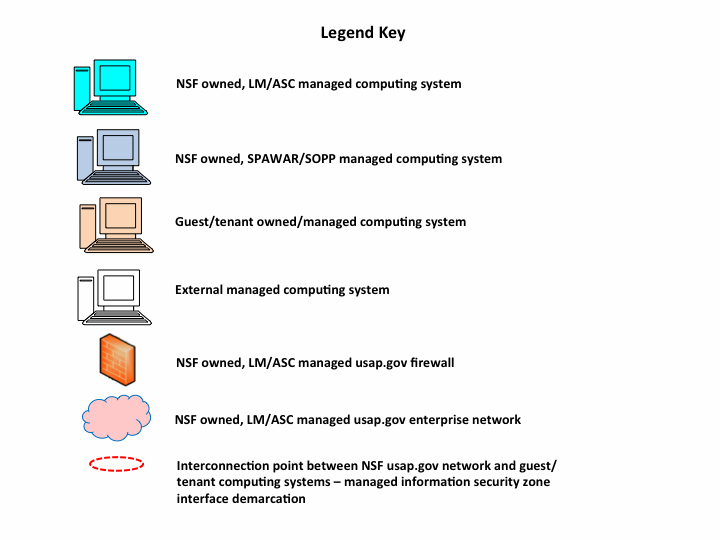 Legend Key
NSF owned, LM/ASC managed computing system
NSF owned, SPAWAR/SOPP managed computing system
Guest/tenant owned/managed computing system
External managed computing system
NSF owned, LM/ASC managed usap.gov firewall
NSF owned, LM/ASC managed usap.gov enterprise network
Interconnection point between NSF usap.gov network and guest/
tenant computing systems – managed information security zone
interface demarcation